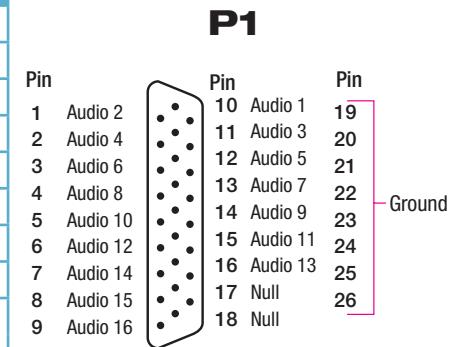 P1
Pin
1 Audio 2
2 Audio 4
3 Audio 6
4 Audio 8
5 Audio 10
6 Audio 12
7 Audio 14
8 Audio 15
9 Audio 16
Pin
10 Audio 1
11 Audio 3
12 Audio 5
13 Audio 7
14 Audio 9
15 Audio 11
16 Audio 13
17 Null
18 Null
Pin
19
20
21
22
23
24
25
26
Ground